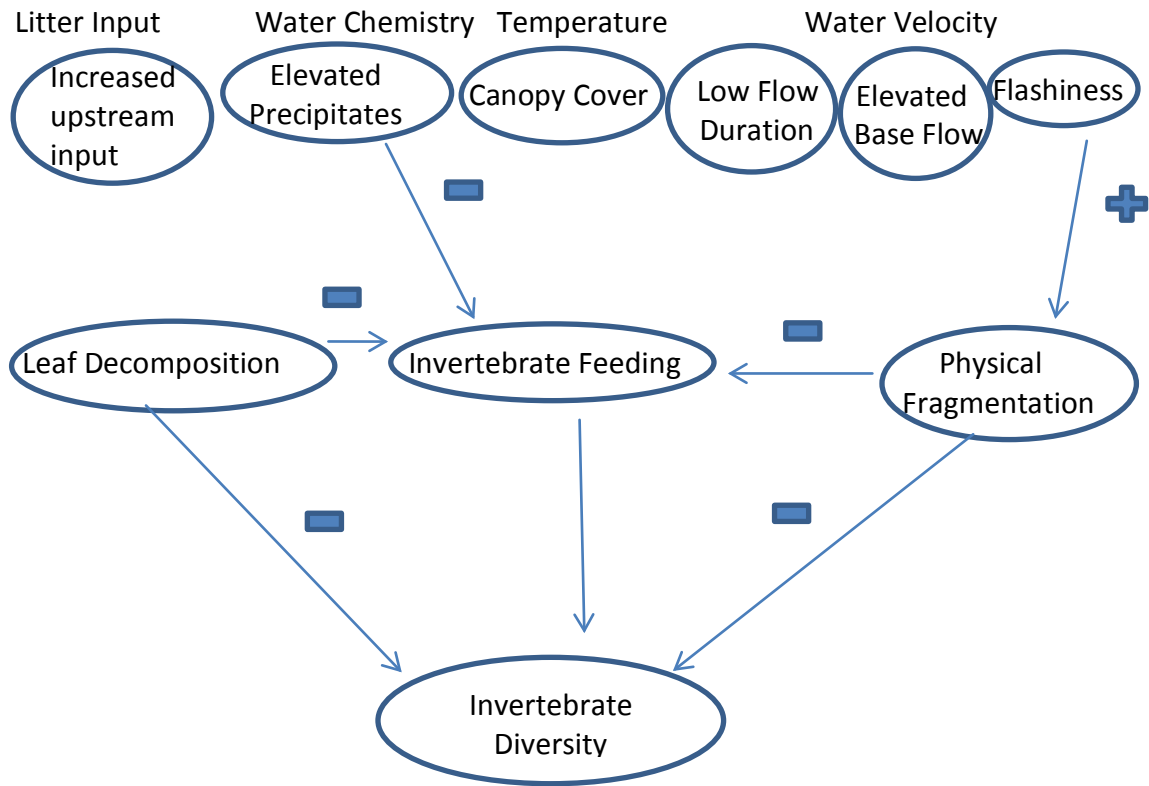 Litter Input
Water Chemistry
Temperature
Water Velocity
Increased
upstream
input
Elevated
Precipitates
Canopy Cover
Low Flow
Duration
Elevated
Base Flow
Flashiness
Leaf Decomposition
Invertebrate Feeding
Physical
Fragmentation
Invertebrate
Diversity